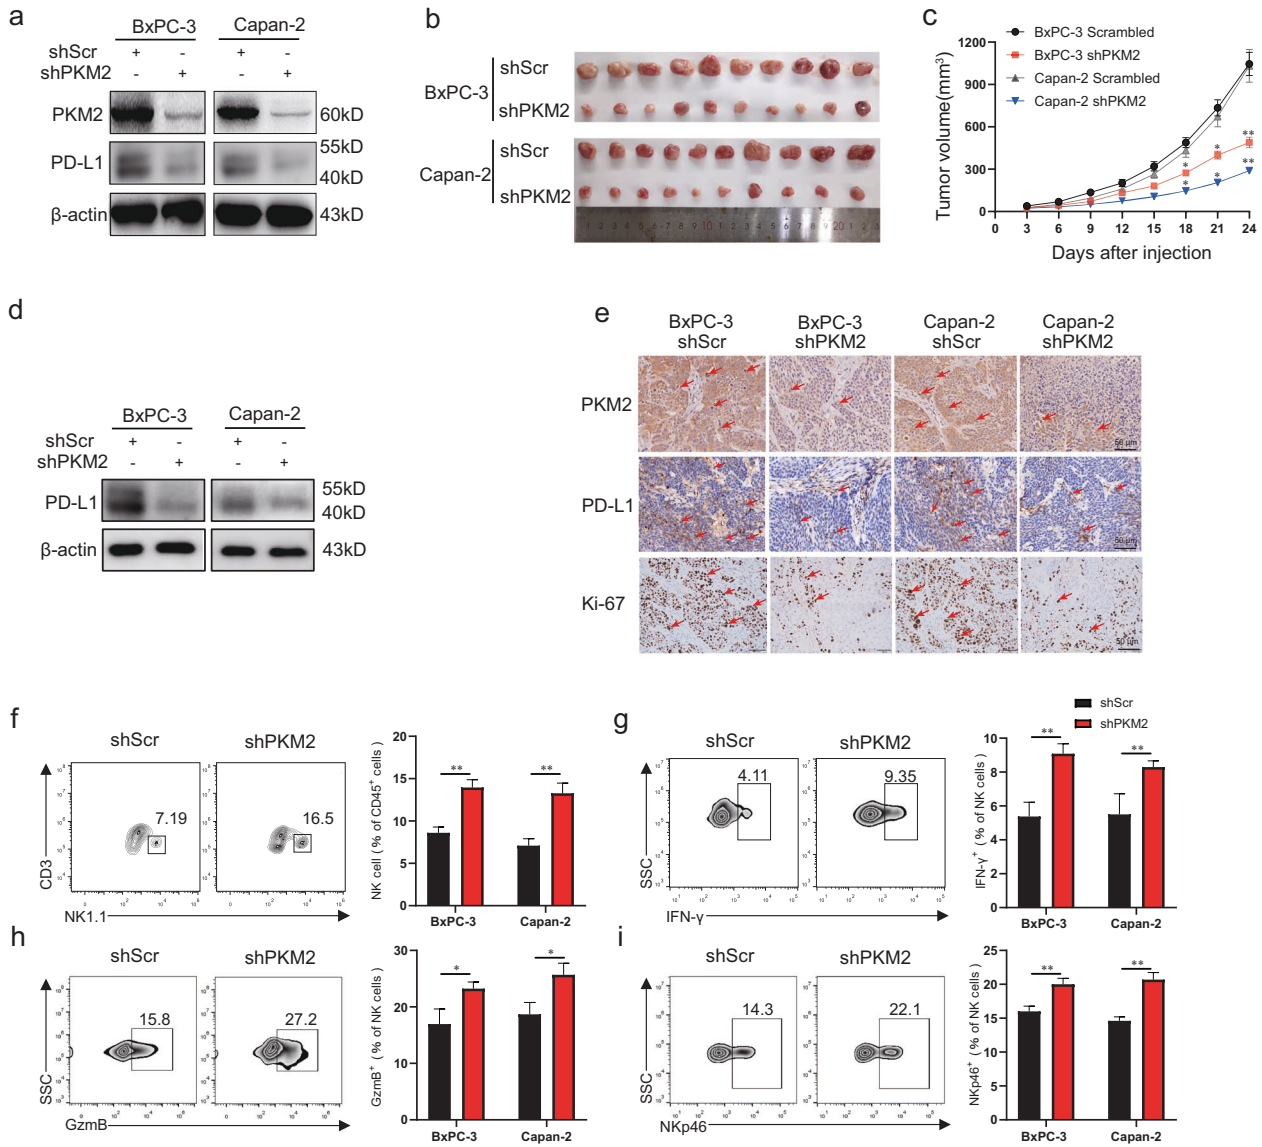 a
BxPC-3 Capan-2
shScr + - + -
shPKM2 - + - +
PKM2 60kD
PD-L1 55kD
40kD
β-actin 43kD
b
BxPC-3
shScr
shPKM2
Capan-2
shScr
shPKM2
c
BxPC-3 Scrambled
BxPC-3 shPKM2
Capan-2 Scrambled
Capan-2 shPKM2
Tumor volume(mm³)
1200
900
600
300
0
** * * ** * *
0 3 6 9 12 15 18 21 24
Days after injection
d
BxPC-3 Capan-2
shScr + - + -
shPKM2 - + - +
PD-L1 55kD
40kD
β-actin 43kD
e
BxPC-3 shScr
BxPC-3 shPKM2
Capan-2 shScr
Capan-2 shPKM2
PKM2
50 μm
PD-L1
50 μm
Ki-67
50 μm
f
shScr shPKM2
7.19 16.5
CD3
NK1.1
NK cell ( % of CD45⁺ cells)
20
15
10
5
0
** **
BxPC-3 Capan-2
g
shScr
shPKM2
shScr shPKM2
4.11 9.35
SSC
IFN-γ
IFN-γ⁺ ( % of NK cells)
10
8
6
4
2
0
** **
BxPC-3 Capan-2
h
shScr shPKM2
15.8 27.2
SSC
GzmB
GzmB⁺ ( % of NK cells )
30
20
10
0
* *
BxPC-3 Capan-2
i
shScr shPKM2
14.3 22.1
SSC
NKp46
NKp46⁺ ( % of NK cells )
25
20
15
10
5
0
** **
BxPC-3 Capan-2